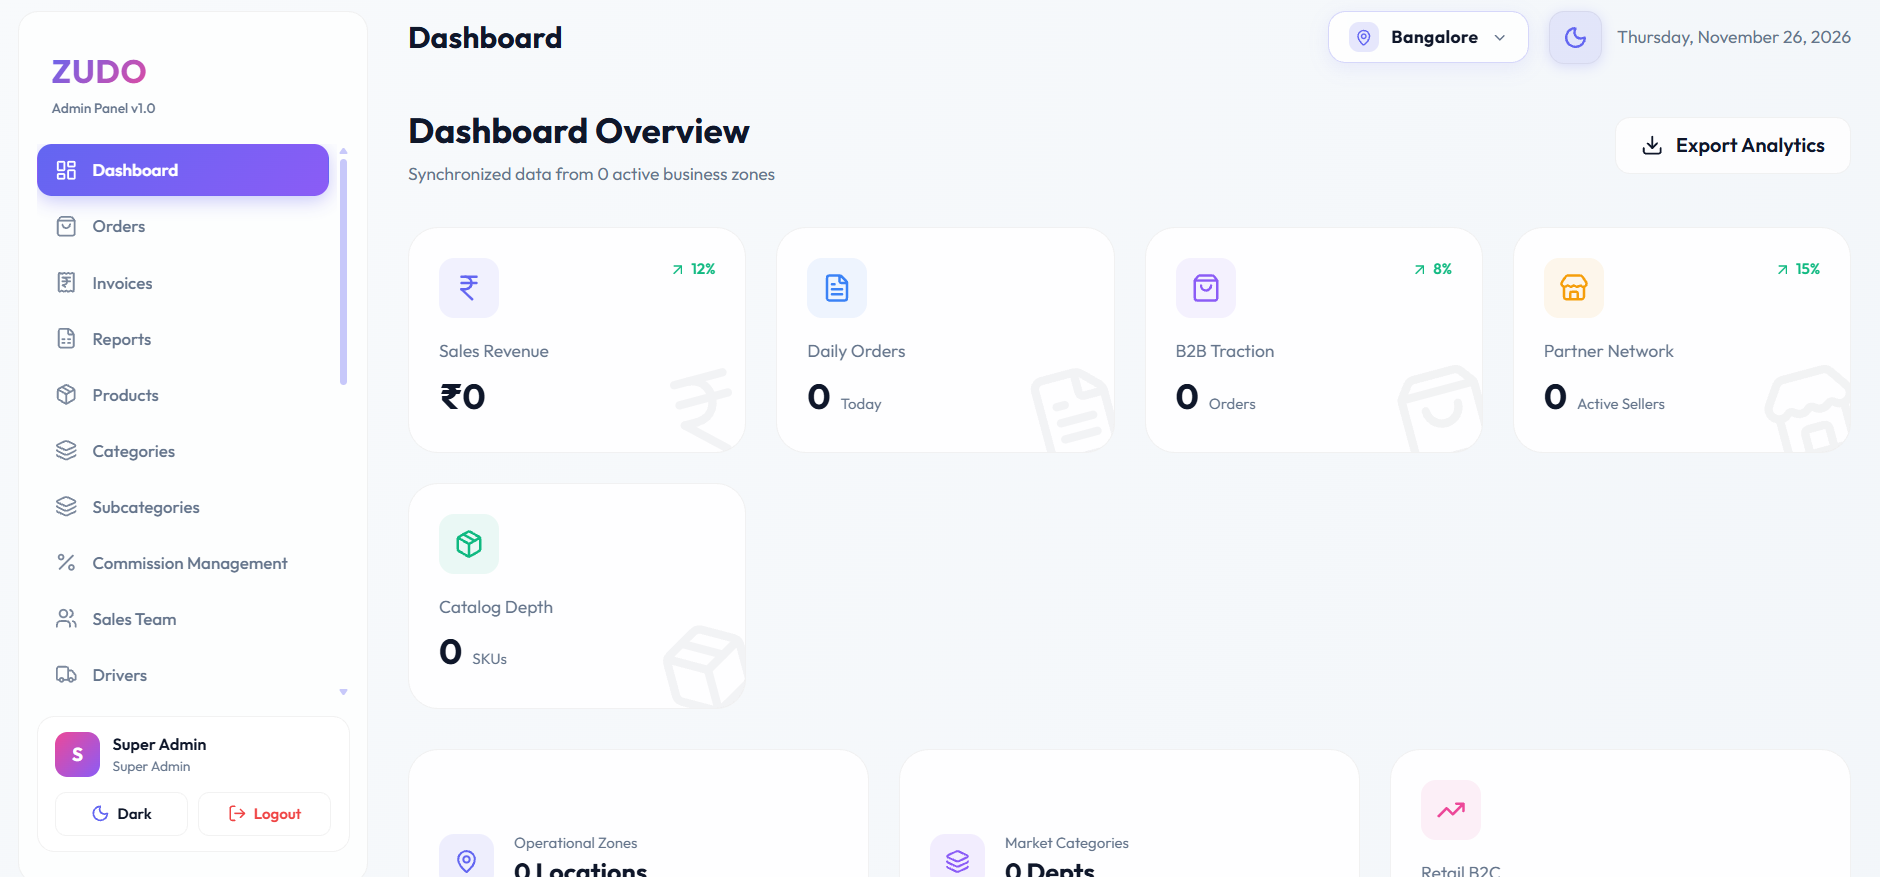 ZUDO
Admin Panel v1.0
Dashboard
Orders
Invoices
Reports
Products
Categories
Subcategories
Commission Management
Sales Team
Drivers
S
Super Admin
Super Admin
Dark
Logout
Dashboard
Bangalore
Thursday, November 26, 2026
Dashboard Overview
Synchronized data from 0 active business zones
Export Analytics
12%
Sales Revenue
₹0
Daily Orders
0 Today
8%
B2B Traction
0 Orders
15%
Partner Network
0 Active Sellers
Catalog Depth
0 SKUs
Operational Zones
0 Locations
Market Categories
0 Depts
Retail B2C